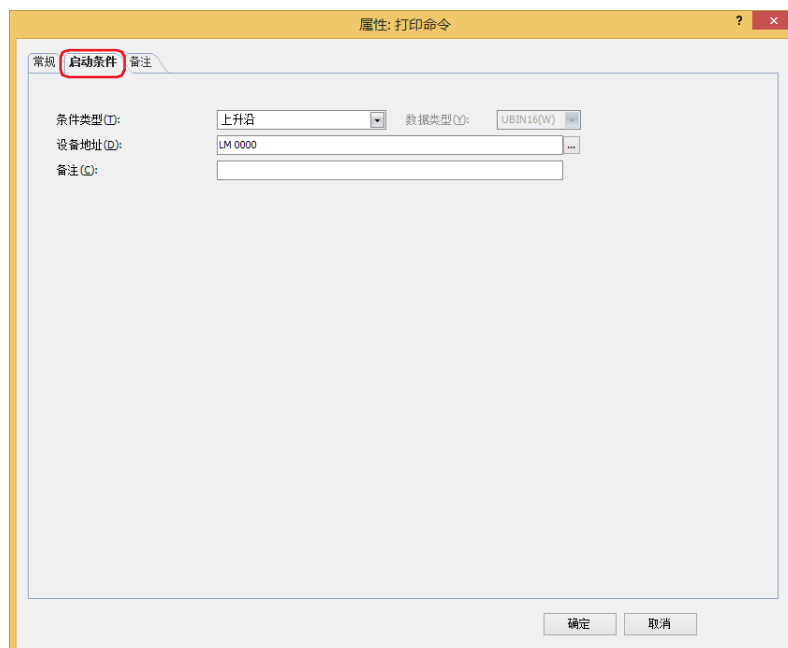 属性: 打印命令
? ×
常规 启动条件 备注
条件类型(T): 上升沿 数据类型(Y): UBIN16(W)
设备地址(D): LM 0000 ...
备注(C):
确定 取消